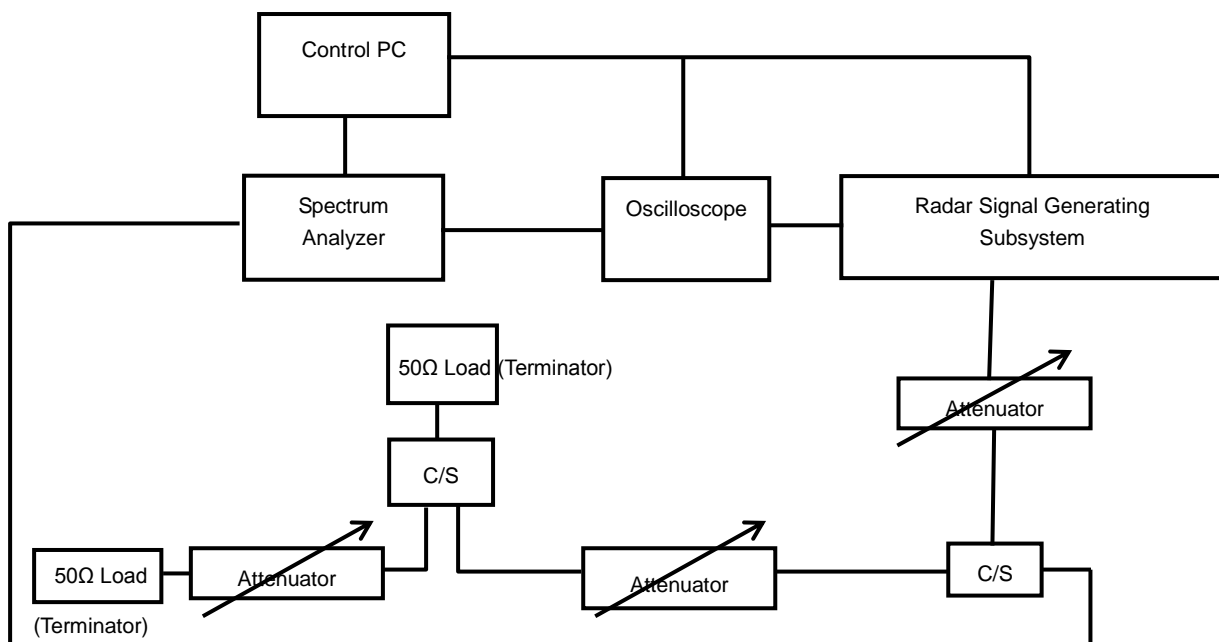 Control PC
Spectrum
Analyzer
Oscilloscope
Radar Signal Generating
Subsystem
50Ω Load (Terminator)
Attenuator
C/S
50Ω Load
(Terminator)
Attenuator
Attenuator
C/S